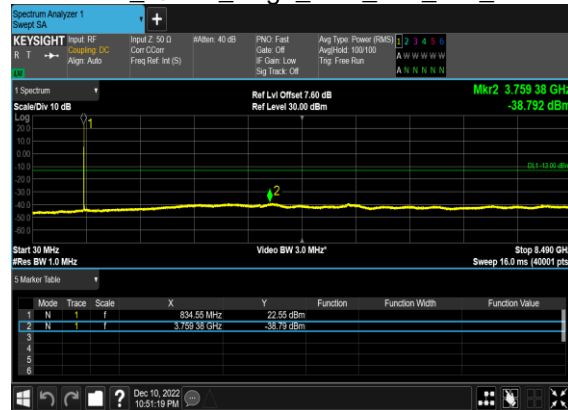 Spectrum Analyzer 1
Swept SA
KEYSIGHT Input: RF Input Z: 50 Ω #Atten: 40 dB PNO: Fast Avg Type: Power (RMS) 1 2 3 4 5 6
R T Coupling: DC Corr CCorr Gate: Off Avg|Hold: 100/100 A W W W W W
Align: Auto Freq Ref: Int (S) IF Gain: Low Trig: Free Run
Sig Track: Off A N N N N N
1 Spectrum Ref Lvl Offset 7.60 dB Mkr2 3.759 38 GHz
Scale/Div 10 dB Ref Level 30.00 dBm -38.792 dBm
Log
1
20.0
10.0
0.00
-10.0 DL1 -13.00 dBm
-20.0
-30.0
2
-40.0
-50.0
-60.0
Start 30 MHz Video BW 3.0 MHz* Stop 8.490 GHz
#Res BW 1.0 MHz Sweep 16.0 ms (40001 pts)
5 Marker Table
Mode Trace Scale X Y Function Function Width Function Value
1 N 1 f 834.55 MHz 22.55 dBm
2 N 1 f 3.759 38 GHz -38.79 dBm
3
4
5
6
? Dec 10, 2022
10:51:19 PM